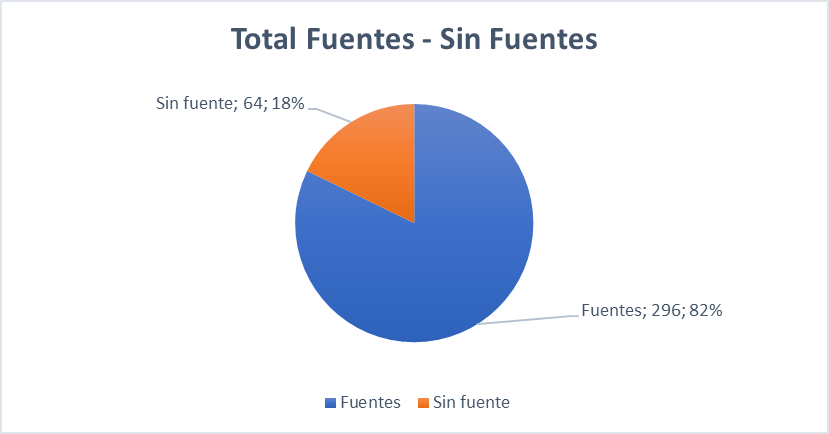 Total Fuentes - Sin Fuentes
Sin fuente; 64; 18%
Fuentes; 296; 82%
Fuentes Sin fuente